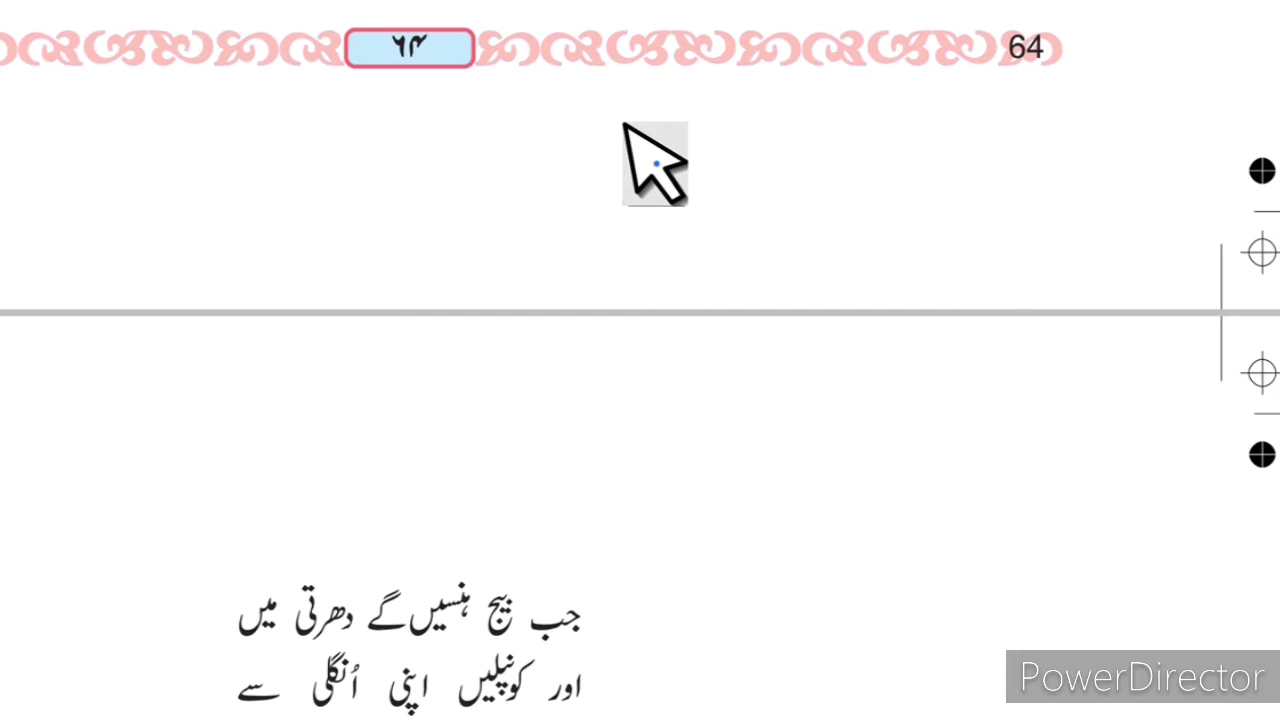 ۶۴
64
جب بیج ہنسیں گے دھرتی میں
اور کونپلیں اپنی اُنگلی سے
PowerDirector